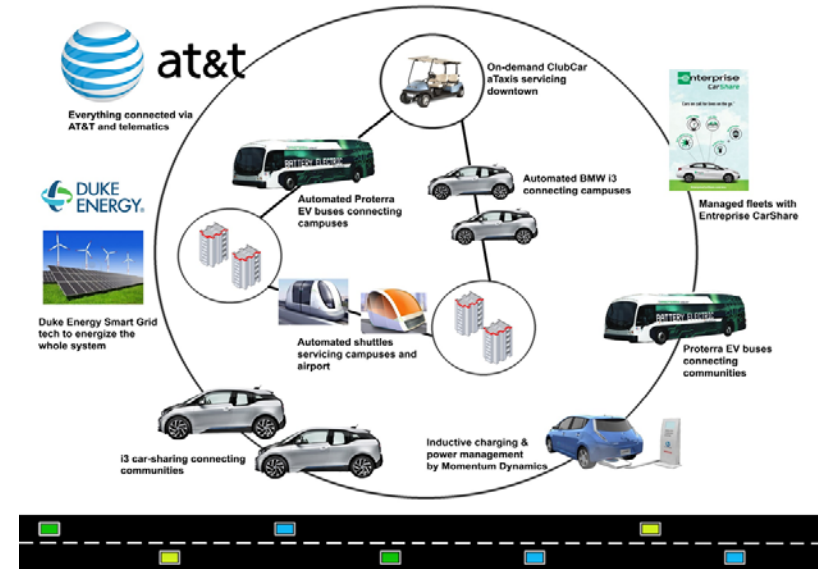 at&t
Everything connected via
AT&T and telematics
On-demand ClubCar
aTaxis servicing
downtown
enterprise
CarShare
BATTERY ELECTRIC
Automated Proterra
EV buses connecting
campuses
Automated BMW i3
connecting campuses
DUKE
ENERGY®
Managed fleets with
Entreprise CarShare
Duke Energy Smart Grid
tech to energize the
whole system
Automated shuttles
servicing campuses and
airport
BATTERY ELECTRIC
Proterra EV buses
connecting
communities
i3 car-sharing connecting
communities
Inductive charging &
power management
by Momentum Dynamics